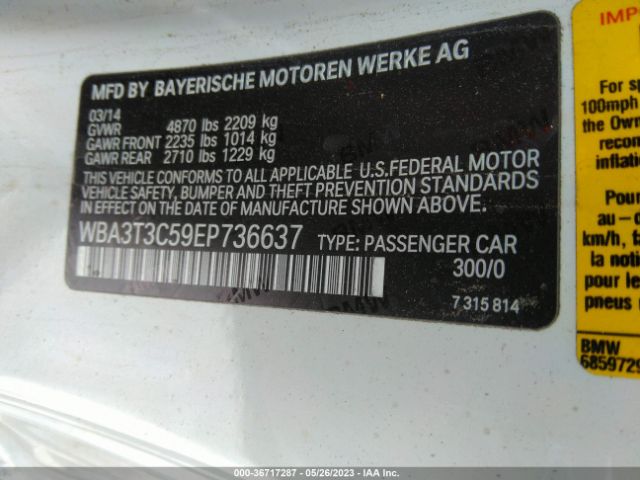 MFD BY BAYERISCHE MOTOREN WERKE AG
03/14
GVWR 4870 lbs 2209 kg
GAWR FRONT 2235 lbs 1014 kg
GAWR REAR 2710 lbs 1229 kg
THIS VEHICLE CONFORMS TO ALL APPLICABLE U.S.FEDERAL MOTOR
VEHICLE SAFETY, BUMPER AND THEFT PREVENTION STANDARDS
IN EFFECT ON THE DATE OF MANUFACTURE SHOWN ABOVE.
WBA3T3C59EP736637 TYPE: PASSENGER CAR
300/0
7 315 814
IMP
For sp
100mph
the Own
recom
inflati
Pour
au - d
km/h, fa
la notic
pour le
pneus
BMW
6859729
000-36717287 - 05/26/2023 - IAA Inc.